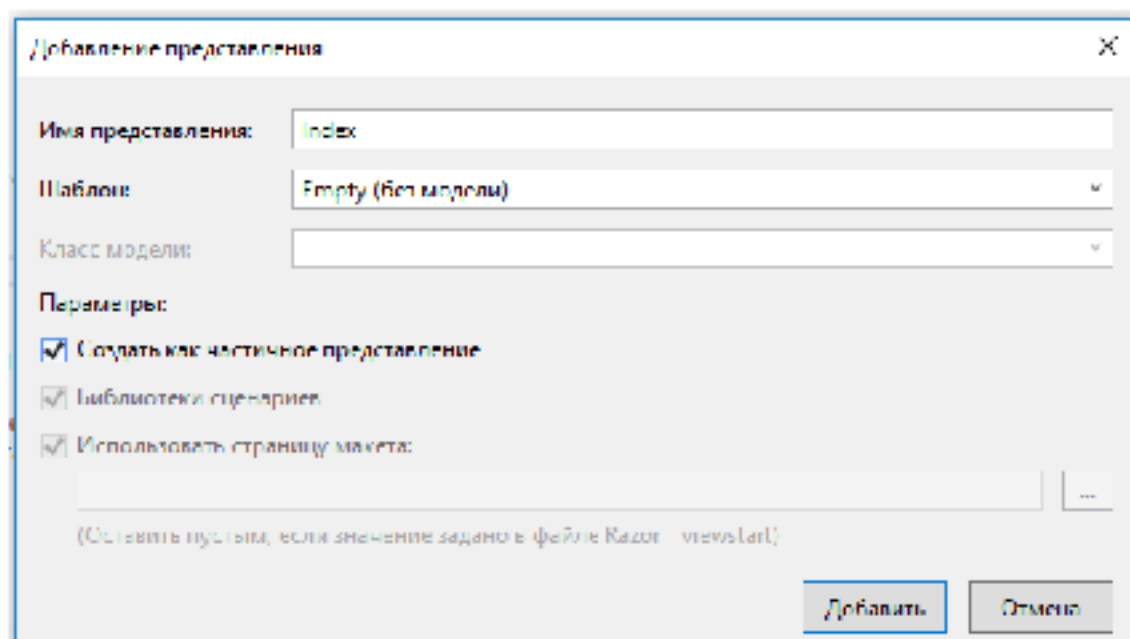 Добавление представления
Имя представления: Index
Шаблон: Empty (без модели)
Класс модели:
Параметры:
Создать как частичное представление
Библиотеки сценариев
Использовать страницу макета:
...
(Оставить пустым, если значение задано в файле Razor _viewstart)
Добавить Отмена